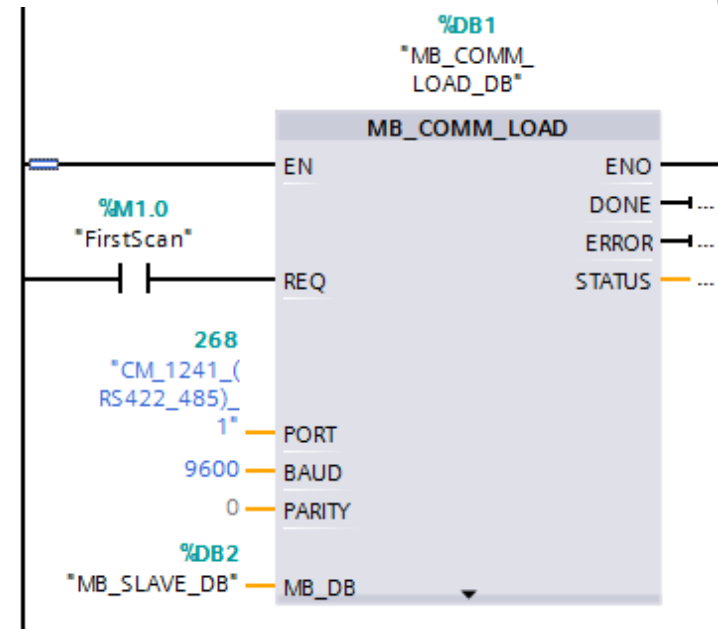 %DB1
"MB_COMM_
LOAD_DB"
MB_COMM_LOAD
EN
ENO
%M1.0
"FirstScan"
DONE
...
ERROR
...
REQ
STATUS
...
268
"CM_1241_(
RS422_485)_
1"
PORT
9600
BAUD
0
PARITY
%DB2
"MB_SLAVE_DB"
MB_DB